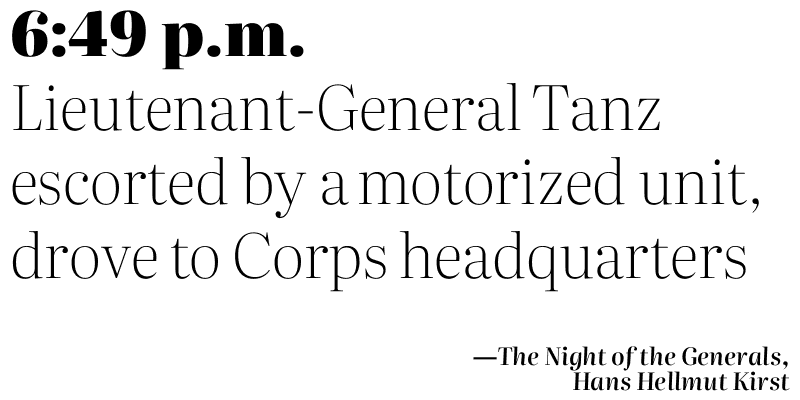 6:49 p.m.
Lieutenant-General Tanz
escorted by a motorized unit,
drove to Corps headquarters
—The Night of the Generals,
Hans Hellmut Kirst